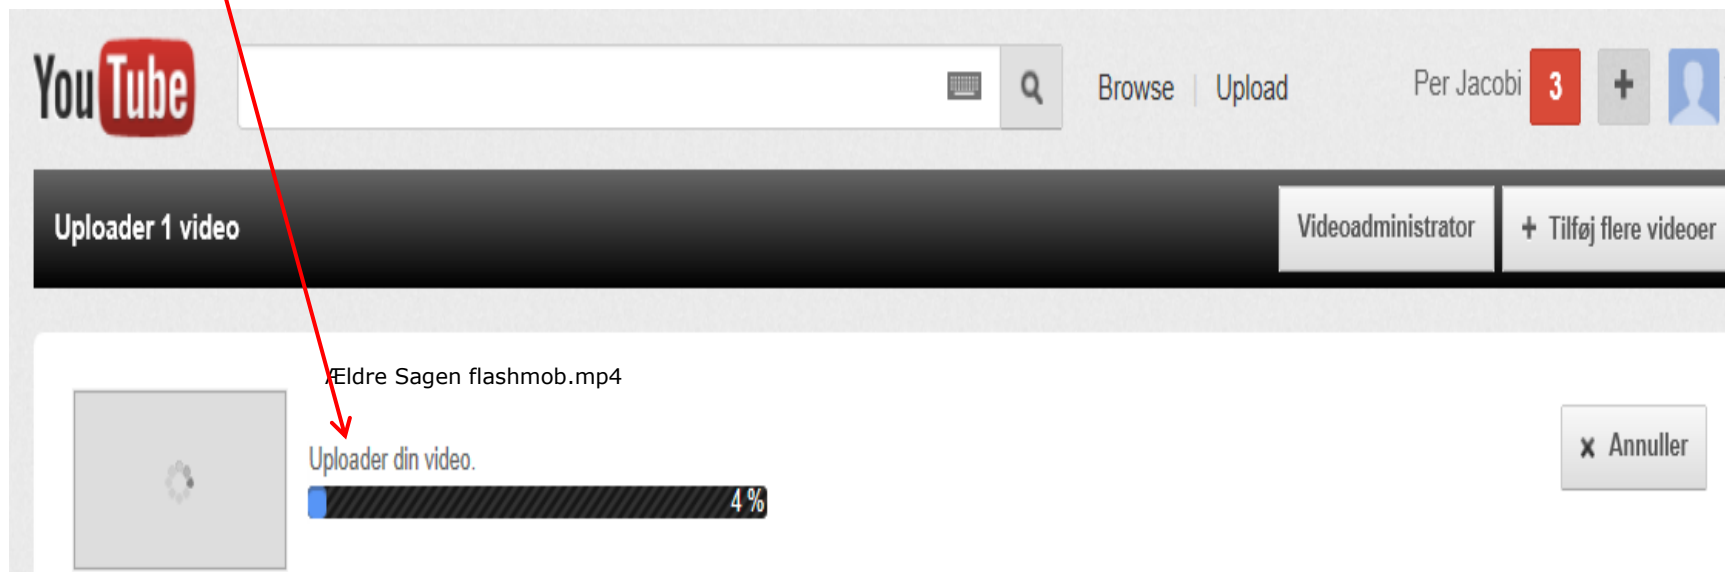 YouTube Browse Upload Per Jacobi 3 +
Uploader 1 video Videoadministrator + Tilføj flere videoer
Ældre Sagen flashmob.mp4
Uploader din video.
4 %
x Annuller